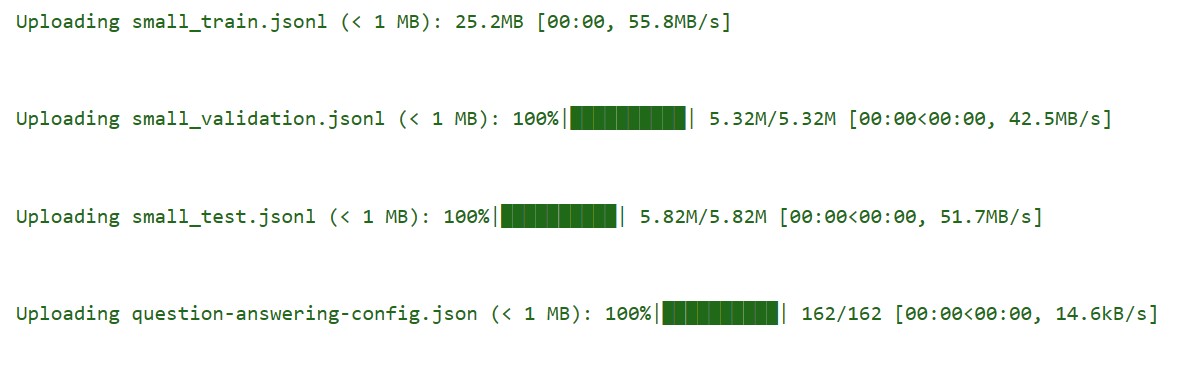 Uploading small_train.jsonl (< 1 MB): 25.2MB [00:00, 55.8MB/s]
Uploading small_validation.jsonl (< 1 MB): 100%|██████████| 5.32M/5.32M [00:00<00:00, 42.5MB/s]
Uploading small_test.jsonl (< 1 MB): 100%|██████████| 5.82M/5.82M [00:00<00:00, 51.7MB/s]
Uploading question-answering-config.json (< 1 MB): 100%|██████████| 162/162 [00:00<00:00, 14.6kB/s]